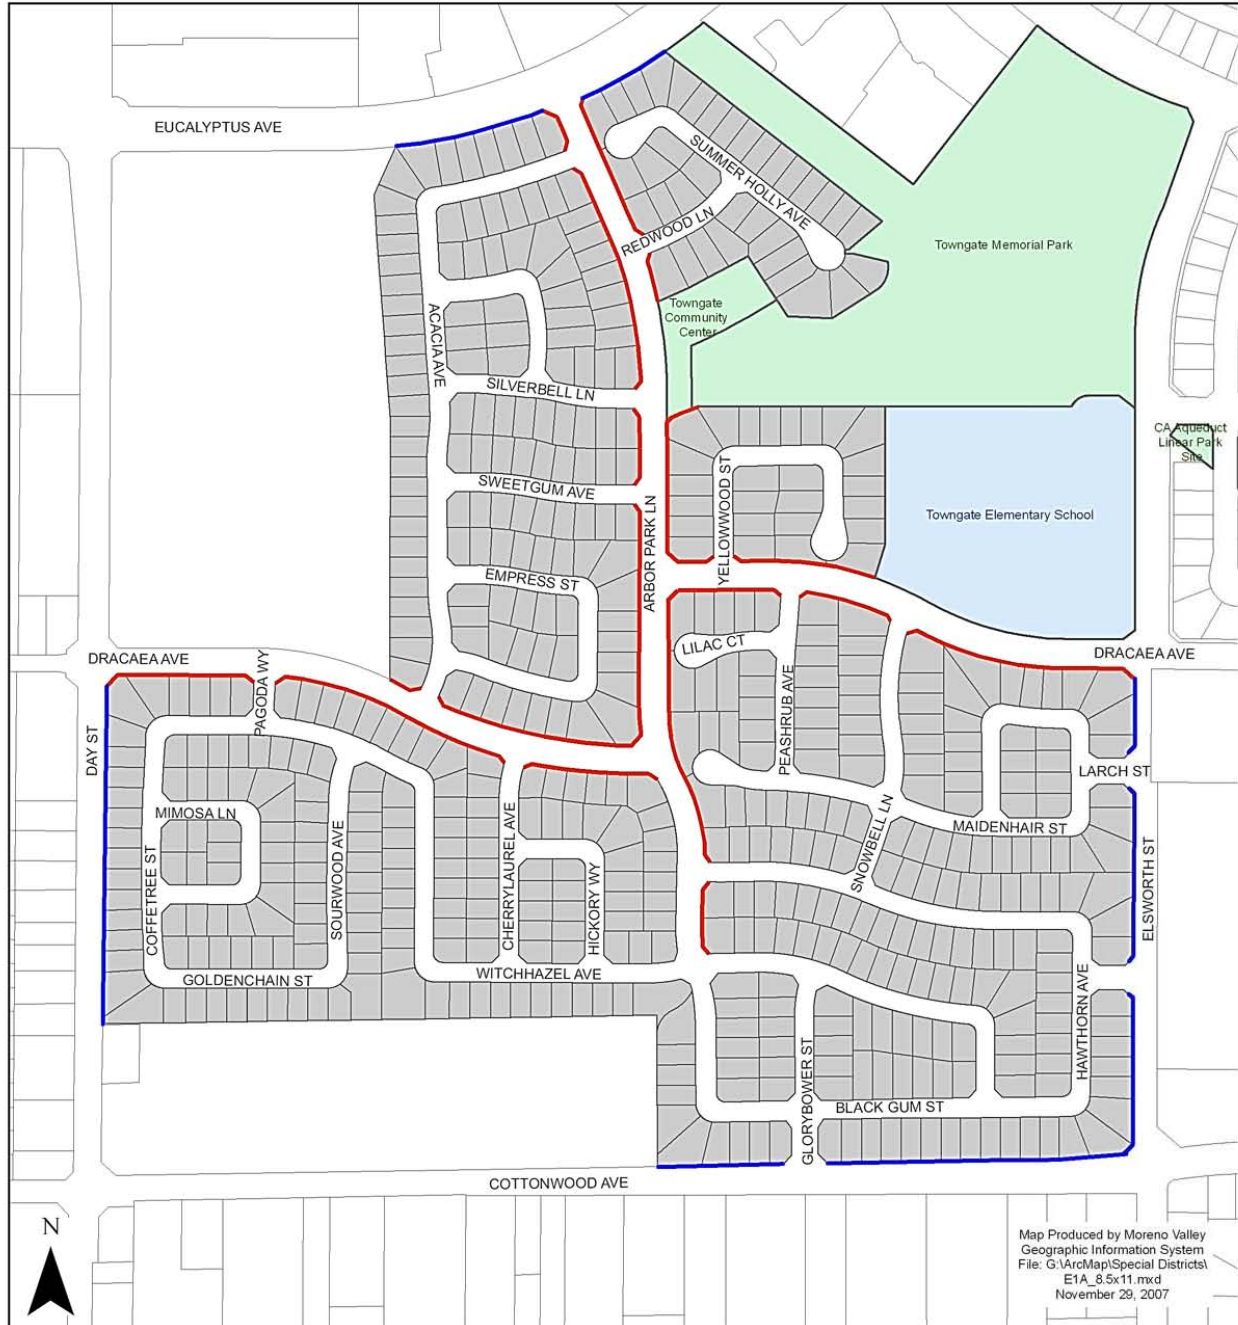 EUCALYPTUS AVE
SUMMER HOLLY AVE
REDWOOD LN
Towngate Memorial Park
Towngate
Community
Center
ACACIA AVE
SILVERBELL LN
CA Aqueduct
Linear Park
Site
SWEETGUM AVE
YELLOWWOOD ST
Towngate Elementary School
ARBOR PARK LN
EMPRESS ST
LILAC CT
DRACAEA AVE
DRACAEA AVE
PAGODA WY
PEASHRUB AVE
DAY ST
LARCH ST
MIMOSA LN
MAIDENHAIR ST
SNOWBELL LN
COFFETREE ST
SOURWOOD AVE
CHERRYLAUREL AVE
HICKORY WY
ELSWORTH ST
GOLDENCHAIN ST
WITCHHAZEL AVE
HAWTHORN AVE
GLORYBOWER ST
BLACK GUM ST
COTTONWOOD AVE
N
Map Produced by Moreno Valley
Geographic Information System
File: G:\ArcMap\Special Districts\
E1A_8.5x11.mxd
November 29, 2007